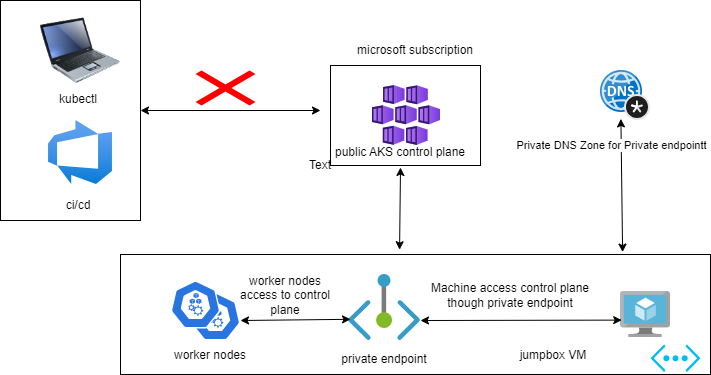 microsoft subscription
kubectl
DNS
public AKS control plane
Text
Private DNS Zone for Private endpointt
ci/cd
worker nodes
access to control
plane
Machine access control plane
though private endpoint
worker nodes
private endpoint
jumpbox VM